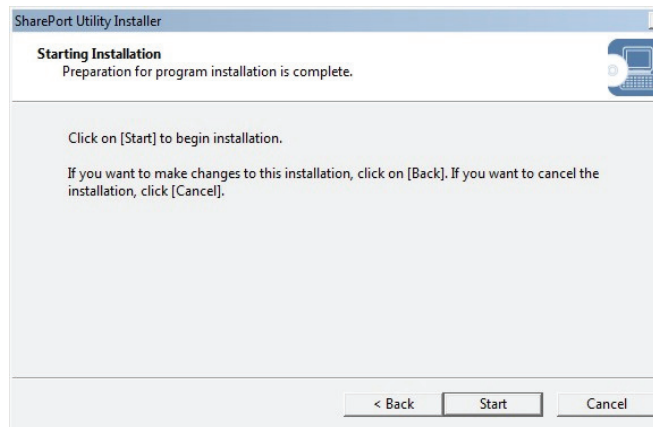 SharePort Utility Installer
Starting Installation
Preparation for program installation is complete.
Click on [Start] to begin installation.
If you want to make changes to this installation, click on [Back]. If you want to cancel the
installation, click [Cancel].
< Back Start Cancel